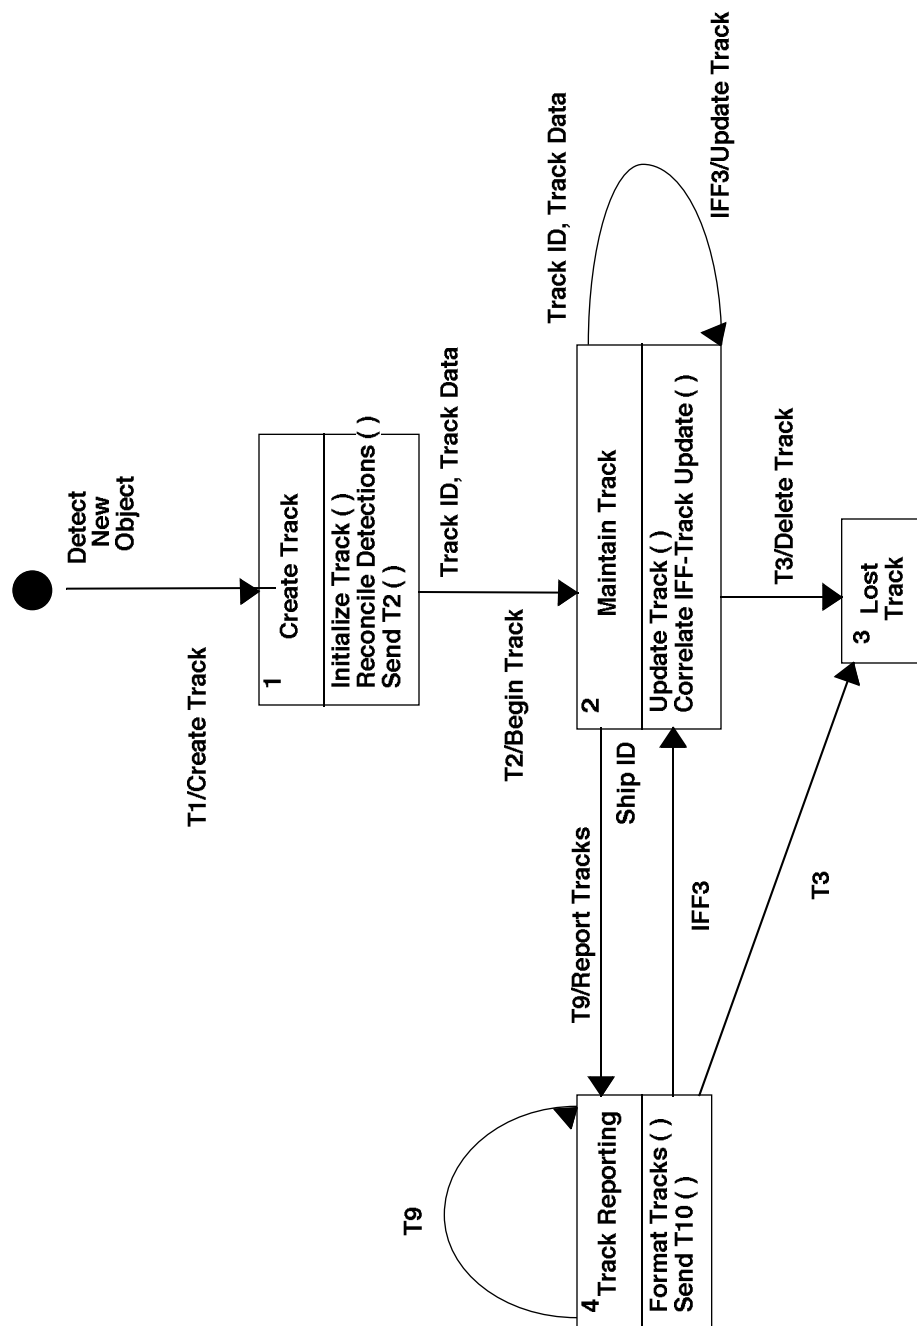 Detect
New
Object
T1/Create Track
1
Create Track
Initialize Track ( )
Reconcile Detections ( )
Send T2 ( )
Track ID, Track Data
T2/Begin Track
Track ID, Track Data
IFF3/Update Track
2
Maintain Track
Update Track ( )
Correlate IFF-Track Update ( )
T9/Report Tracks
Ship ID
IFF3
T9
4
Track Reporting
Format Tracks ( )
Send T10 ( )
T3/Delete Track
T3
3
Lost
Track